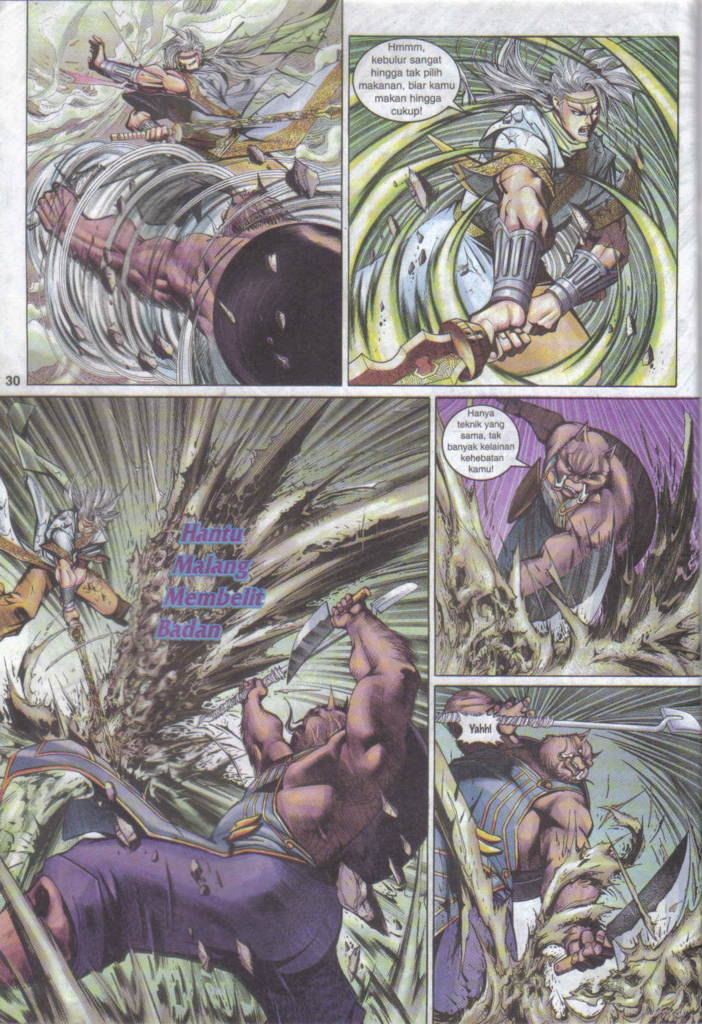 Hmmm,
kebulur sangat
hingga tak pilih
makanan, biar kamu
makan hingga
cukup!
30
Hantu
Malang
Membelit
Badan
Hanya
teknik yang
sama, tak
banyak kelainan
kehebatan
kamu!
Yahh!